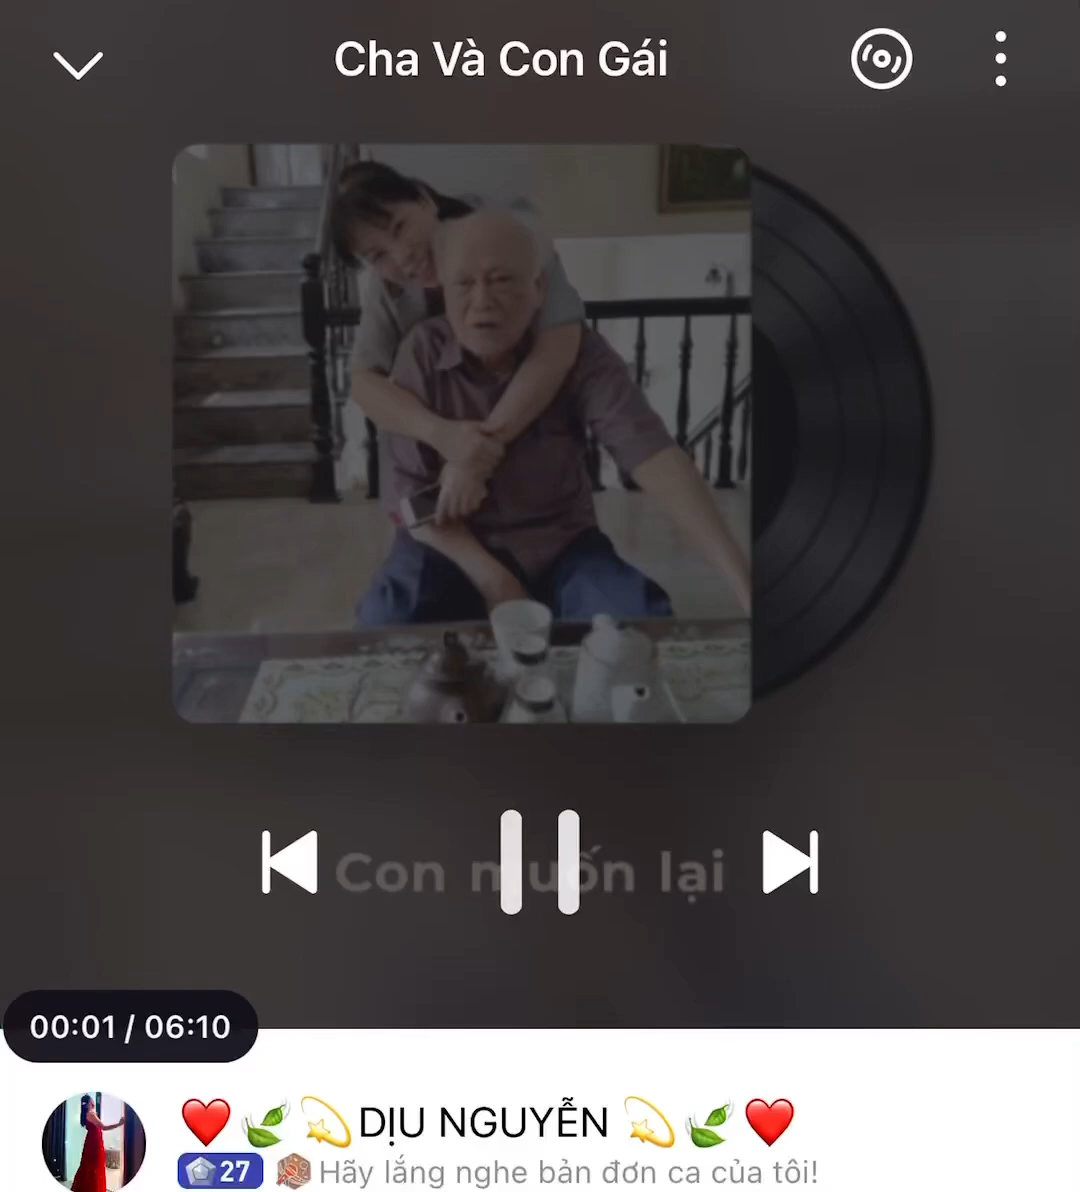 Cha Và Con Gái
Con muốn lại
00:01 / 06:10
❤️🍃💫DỊU NGUYỄN💫🍃❤️
27 Hãy lắng nghe bản đơn ca của tôi!